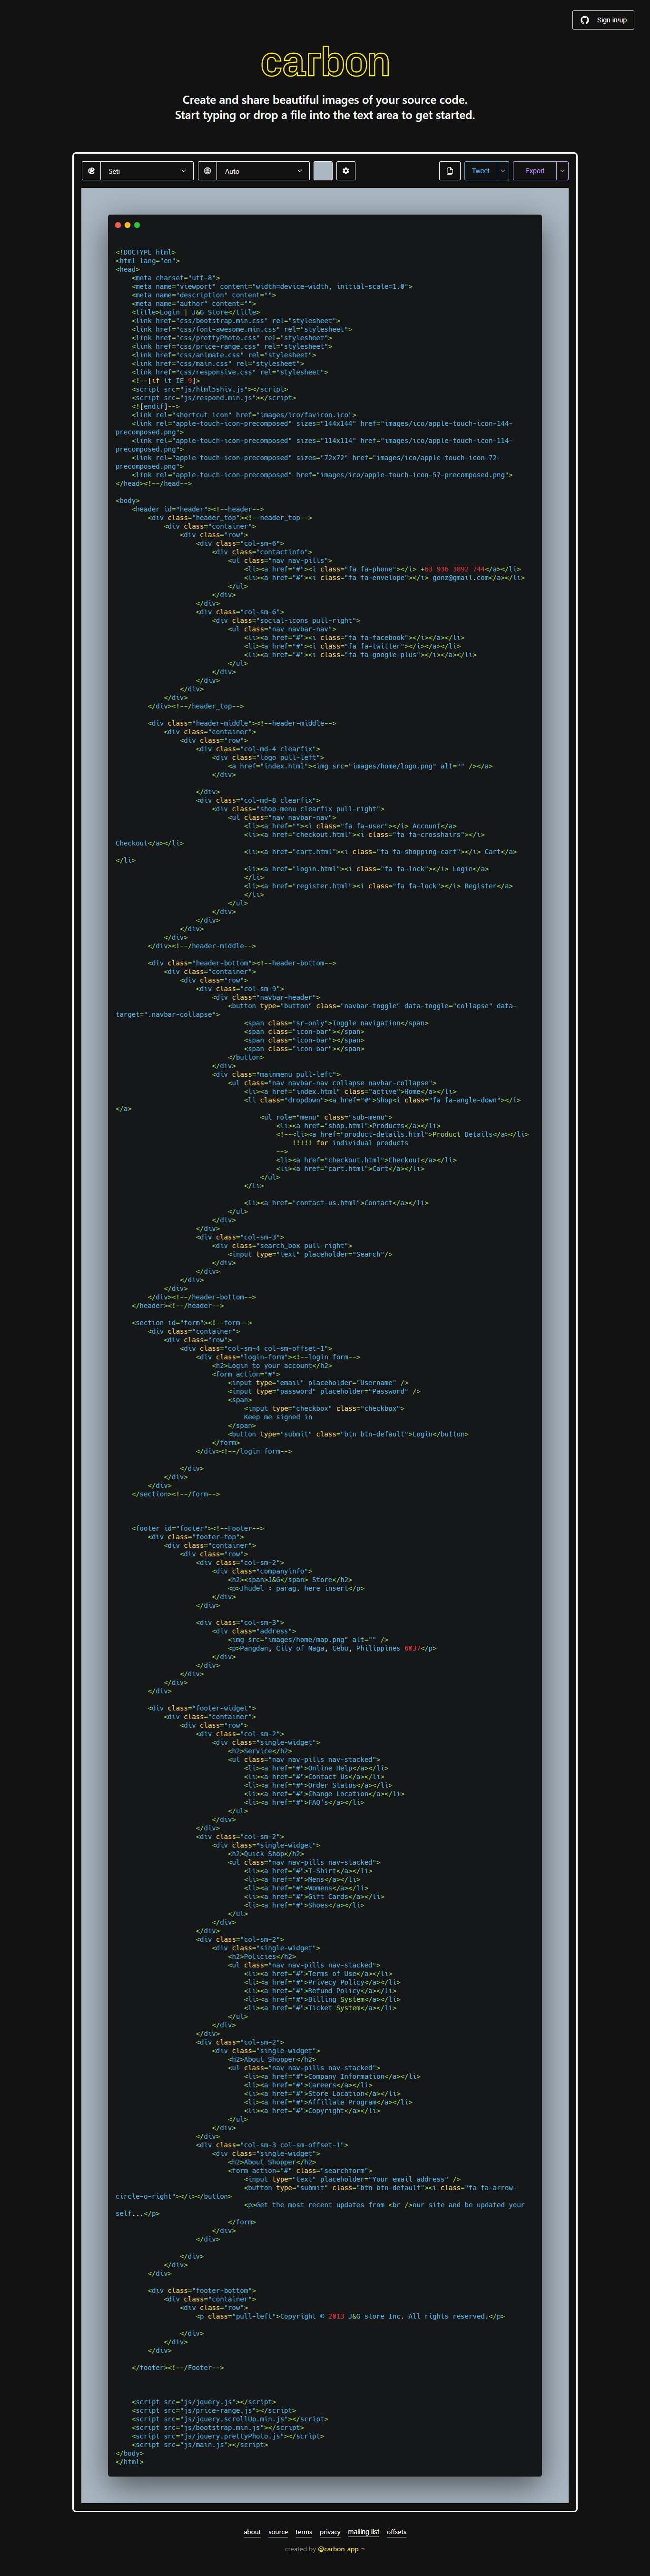 Sign in/up
carbon
Create and share beautiful images of your source code.
Start typing or drop a file into the text area to get started.
Seti
Auto
Tweet
Export
<!DOCTYPE html>
<html lang="en">
<head>
    <meta charset="utf-8">
    <meta name="viewport" content="width=device-width, initial-scale=1.0">
    <meta name="description" content="">
    <meta name="author" content="">
    <title>Login | J&G Store</title>
    <link href="css/bootstrap.min.css" rel="stylesheet">
    <link href="css/font-awesome.min.css" rel="stylesheet">
    <link href="css/prettyPhoto.css" rel="stylesheet">
    <link href="css/price-range.css" rel="stylesheet">
    <link href="css/animate.css" rel="stylesheet">
    <link href="css/main.css" rel="stylesheet">
    <link href="css/responsive.css" rel="stylesheet">
    <!--[if lt IE 9]>
    <script src="js/html5shiv.js"></script>
    <script src="js/respond.min.js"></script>
    <![endif]-->
    <link rel="shortcut icon" href="images/ico/favicon.ico">
    <link rel="apple-touch-icon-precomposed" sizes="144x144" href="images/ico/apple-touch-icon-144-
precomposed.png">
    <link rel="apple-touch-icon-precomposed" sizes="114x114" href="images/ico/apple-touch-icon-114-
precomposed.png">
    <link rel="apple-touch-icon-precomposed" sizes="72x72" href="images/ico/apple-touch-icon-72-
precomposed.png">
    <link rel="apple-touch-icon-precomposed" href="images/ico/apple-touch-icon-57-precomposed.png">
</head><!--/head-->
<body>
    <header id="header"><!--header-->
        <div class="header_top"><!--header_top-->
            <div class="container">
                <div class="row">
                    <div class="col-sm-6">
                        <div class="contactinfo">
                            <ul class="nav nav-pills">
                                <li><a href="#"><i class="fa fa-phone"></i> +63 936 3892 744</a></li>
                                <li><a href="#"><i class="fa fa-envelope"></i> gonz@gmail.com</a></li>
                            </ul>
                        </div>
                    </div>
                    <div class="col-sm-6">
                        <div class="social-icons pull-right">
                            <ul class="nav navbar-nav">
                                <li><a href="#"><i class="fa fa-facebook"></i></a></li>
                                <li><a href="#"><i class="fa fa-twitter"></i></a></li>
                                <li><a href="#"><i class="fa fa-google-plus"></i></a></li>
                            </ul>
                        </div>
                    </div>
                </div>
            </div>
        </div><!--/header_top-->
        <div class="header-middle"><!--header-middle-->
            <div class="container">
                <div class="row">
                    <div class="col-md-4 clearfix">
                        <div class="logo pull-left">
                            <a href="index.html"><img src="images/home/logo.png" alt="" /></a>
                        </div>
                    </div>
                    <div class="col-md-8 clearfix">
                        <div class="shop-menu clearfix pull-right">
                            <ul class="nav navbar-nav">
                                <li><a href=""><i class="fa fa-user"></i> Account</a>
                                <li><a href="checkout.html"><i class="fa fa-crosshairs"></i>
Checkout</a></li>
                                <li><a href="cart.html"><i class="fa fa-shopping-cart"></i> Cart</a>
</li>
                                <li><a href="login.html"><i class="fa fa-lock"></i> Login</a>
                                </li>
                                <li><a href="register.html"><i class="fa fa-lock"></i> Register</a>
                                </li>
                            </ul>
                        </div>
                    </div>
                </div>
            </div>
        </div><!--/header-middle-->
        <div class="header-bottom"><!--header-bottom-->
            <div class="container">
                <div class="row">
                    <div class="col-sm-9">
                        <div class="navbar-header">
                            <button type="button" class="navbar-toggle" data-toggle="collapse" data-
target=".navbar-collapse">
                                <span class="sr-only">Toggle navigation</span>
                                <span class="icon-bar"></span>
                                <span class="icon-bar"></span>
                                <span class="icon-bar"></span>
                            </button>
                        </div>
                        <div class="mainmenu pull-left">
                            <ul class="nav navbar-nav collapse navbar-collapse">
                                <li><a href="index.html" class="active">Home</a></li>
                                <li class="dropdown"><a href="#">Shop<i class="fa fa-angle-down"></i>
</a>
                                    <ul role="menu" class="sub-menu">
                                        <li><a href="shop.html">Products</a></li>
                                        <!--<li><a href="product-details.html">Product Details</a></li>
                                            !!!!! for individual products
                                        -->
                                        <li><a href="checkout.html">Checkout</a></li>
                                        <li><a href="cart.html">Cart</a></li>
                                    </ul>
                                </li>
                                <li><a href="contact-us.html">Contact</a></li>
                            </ul>
                        </div>
                    </div>
                    <div class="col-sm-3">
                        <div class="search_box pull-right">
                            <input type="text" placeholder="Search"/>
                        </div>
                    </div>
                </div>
            </div>
        </div><!--/header-bottom-->
    </header><!--/header-->
    <section id="form"><!--form-->
        <div class="container">
            <div class="row">
                <div class="col-sm-4 col-sm-offset-1">
                    <div class="login-form"><!--login form-->
                        <h2>Login to your account</h2>
                        <form action="#">
                            <input type="email" placeholder="Username" />
                            <input type="password" placeholder="Password" />
                            <span>
                                <input type="checkbox" class="checkbox">
                                Keep me signed in
                            </span>
                            <button type="submit" class="btn btn-default">Login</button>
                        </form>
                    </div><!--/login form-->
                </div>
            </div>
        </div>
    </section><!--/form-->
    <footer id="footer"><!--Footer-->
        <div class="footer-top">
            <div class="container">
                <div class="row">
                    <div class="col-sm-2">
                        <div class="companyinfo">
                            <h2><span>J&G</span> Store</h2>
                            <p>Jhudel : parag. here insert</p>
                        </div>
                    </div>
                    <div class="col-sm-3">
                        <div class="address">
                            <img src="images/home/map.png" alt="" />
                            <p>Pangdan, City of Naga, Cebu, Philippines 6037</p>
                        </div>
                    </div>
                </div>
            </div>
        </div>
        <div class="footer-widget">
            <div class="container">
                <div class="row">
                    <div class="col-sm-2">
                        <div class="single-widget">
                            <h2>Service</h2>
                            <ul class="nav nav-pills nav-stacked">
                                <li><a href="#">Online Help</a></li>
                                <li><a href="#">Contact Us</a></li>
                                <li><a href="#">Order Status</a></li>
                                <li><a href="#">Change Location</a></li>
                                <li><a href="#">FAQ's</a></li>
                            </ul>
                        </div>
                    </div>
                    <div class="col-sm-2">
                        <div class="single-widget">
                            <h2>Quick Shop</h2>
                            <ul class="nav nav-pills nav-stacked">
                                <li><a href="#">T-Shirt</a></li>
                                <li><a href="#">Mens</a></li>
                                <li><a href="#">Womens</a></li>
                                <li><a href="#">Gift Cards</a></li>
                                <li><a href="#">Shoes</a></li>
                            </ul>
                        </div>
                    </div>
                    <div class="col-sm-2">
                        <div class="single-widget">
                            <h2>Policies</h2>
                            <ul class="nav nav-pills nav-stacked">
                                <li><a href="#">Terms of Use</a></li>
                                <li><a href="#">Privecy Policy</a></li>
                                <li><a href="#">Refund Policy</a></li>
                                <li><a href="#">Billing System</a></li>
                                <li><a href="#">Ticket System</a></li>
                            </ul>
                        </div>
                    </div>
                    <div class="col-sm-2">
                        <div class="single-widget">
                            <h2>About Shopper</h2>
                            <ul class="nav nav-pills nav-stacked">
                                <li><a href="#">Company Information</a></li>
                                <li><a href="#">Careers</a></li>
                                <li><a href="#">Store Location</a></li>
                                <li><a href="#">Affillate Program</a></li>
                                <li><a href="#">Copyright</a></li>
                            </ul>
                        </div>
                    </div>
                    <div class="col-sm-3 col-sm-offset-1">
                        <div class="single-widget">
                            <h2>About Shopper</h2>
                            <form action="#" class="searchform">
                                <input type="text" placeholder="Your email address" />
                                <button type="submit" class="btn btn-default"><i class="fa fa-arrow-
circle-o-right"></i></button>
                                <p>Get the most recent updates from <br />our site and be updated your
self...</p>
                            </form>
                        </div>
                    </div>
                </div>
            </div>
        </div>
        <div class="footer-bottom">
            <div class="container">
                <div class="row">
                    <p class="pull-left">Copyright © 2013 J&G store Inc. All rights reserved.</p>
                </div>
            </div>
        </div>
    </footer><!--/Footer-->
    <script src="js/jquery.js"></script>
    <script src="js/price-range.js"></script>
    <script src="js/jquery.scrollUp.min.js"></script>
    <script src="js/bootstrap.min.js"></script>
    <script src="js/jquery.prettyPhoto.js"></script>
    <script src="js/main.js"></script>
</body>
</html>
about source terms privacy mailing list offsets
created by @carbon_app ¬